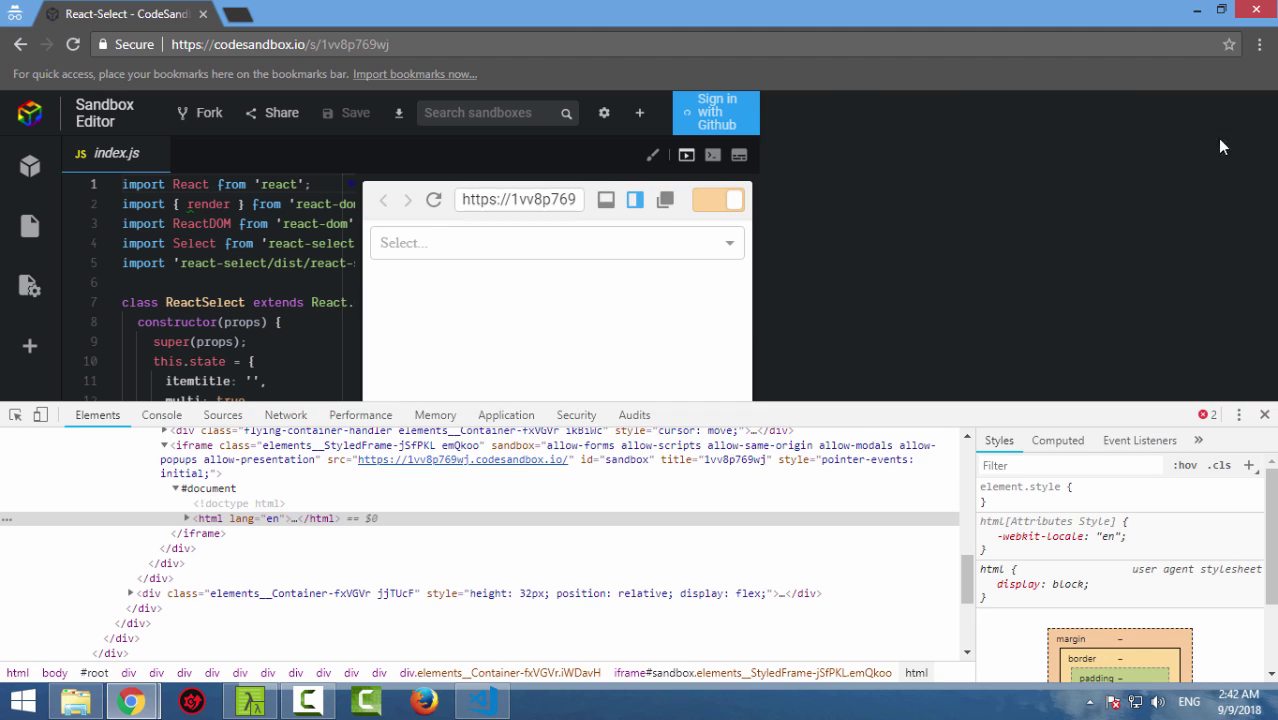 React-Select - CodeSand
Secure https://codesandbox.io/s/1vv8p769wj
For quick access, place your bookmarks here on the bookmarks bar. Import bookmarks now...
Sandbox Editor
Fork
Share
Save
Search sandboxes
Sign in with Github
JS index.js
1 import React from 'react';
2 import { render } from 'react-dom
3 import ReactDOM from 'react-dom'
4 import Select from 'react-select
5 import 'react-select/dist/react-s
6
7 class ReactSelect extends React.
8 constructor(props) {
9 super(props);
10 this.state = {
11 itemtitle: '',
12 multi: true
https://1vv8p769
Select...
Elements Console Sources Network Performance Memory Application Security Audits 2
<div class="flying-container-handler elements__Container-fxVGVr ikBiWc" style="cursor: move;">…</div>
<iframe class="elements__StyledFrame-jSfPKL emQkoo" sandbox="allow-forms allow-scripts allow-same-origin allow-modals allow-
popups allow-presentation" src="https://1vv8p769wj.codesandbox.io/" id="sandbox" title="1vv8p769wj" style="pointer-events:
initial;">
#document
<!doctype html>
... <html lang="en">…</html> == $0
</iframe>
</div>
</div>
</div>
<div class="elements__Container-fxVGVr jjTUcF" style="height: 32px; position: relative; display: flex;">…</div>
</div>
</div>
</div>
</div>
html body #root div div div div div div div div.elements__Container-fxVGVr.iWDavH iframe#sandbox.elements__StyledFrame-jSfPKL.emQkoo html
Styles Computed Event Listeners »
Filter :hov .cls +
element.style {
}
html[Attributes Style] {
-webkit-locale: "en";
}
html { user agent stylesheet
display: block;
}
margin –
border –
padding –
ENG
2:42 AM
9/9/2018